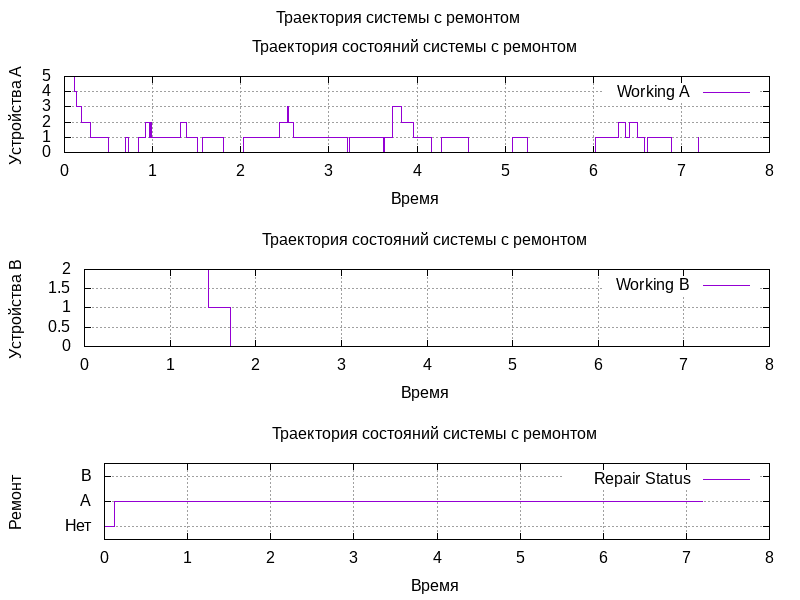 Траектория системы с ремонтом
Траектория состояний системы с ремонтом
Устройства A
5
4
3
2
1
0
Working A
0 1 2 3 4 5 6 7 8
Время
Траектория состояний системы с ремонтом
Устройства B
2
1.5
1
0.5
0
Working B
0 1 2 3 4 5 6 7 8
Время
Траектория состояний системы с ремонтом
Ремонт
B
A
Нет
Repair Status
0 1 2 3 4 5 6 7 8
Время